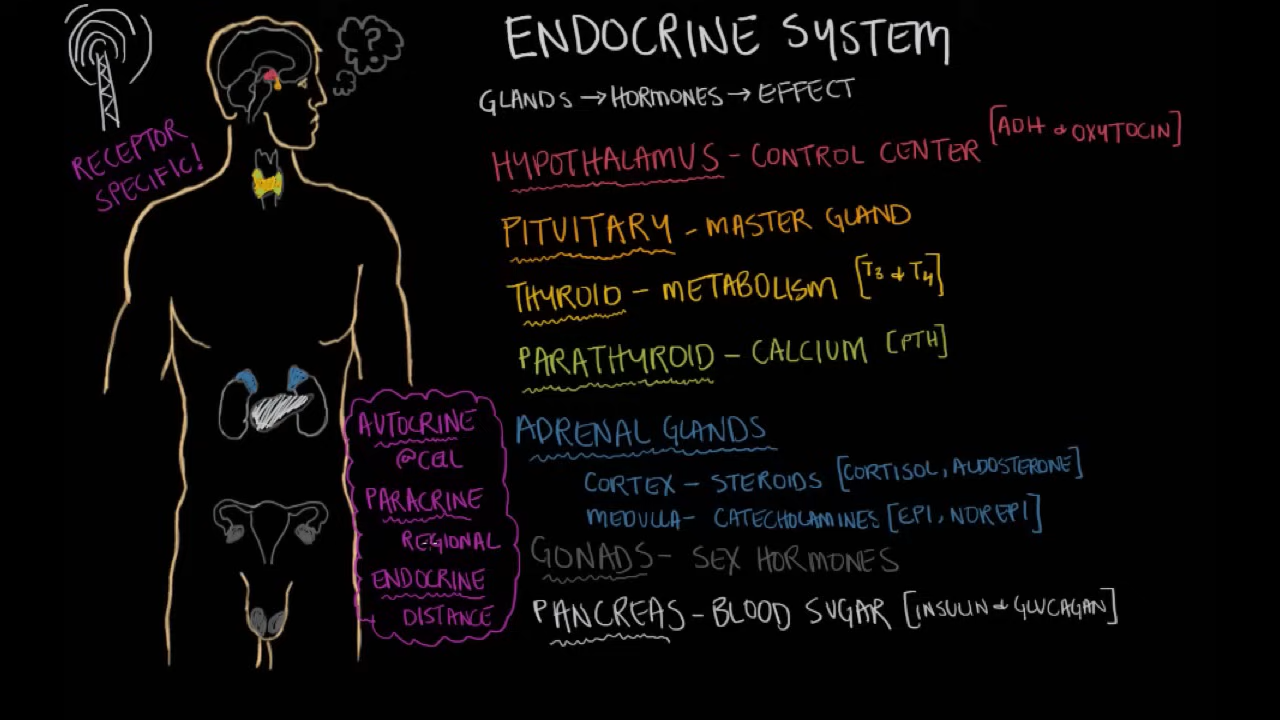 ENDOCRINE SYSTEM
GLANDS → HORMONES → EFFECT
?
RECEPTOR
SPECIFIC!
HYPOTHALAMUS - CONTROL CENTER [ADH & OXYTOCIN]
PITUITARY - MASTER GLAND
THYROID - METABOLISM [T3 & T4]
PARATHYROID - CALCIUM [PTH]
ADRENAL GLANDS
CORTEX - STEROIDS [CORTISOL, ALDOSTERONE]
MEDULLA - CATECHOLAMINES [EPI, NOREPI]
GONADS - SEX HORMONES
PANCREAS - BLOOD SUGAR [INSULIN & GLUCAGAN]
AUTOCRINE
@CELL
PARACRINE
REGIONAL
ENDOCRINE
DISTANCE